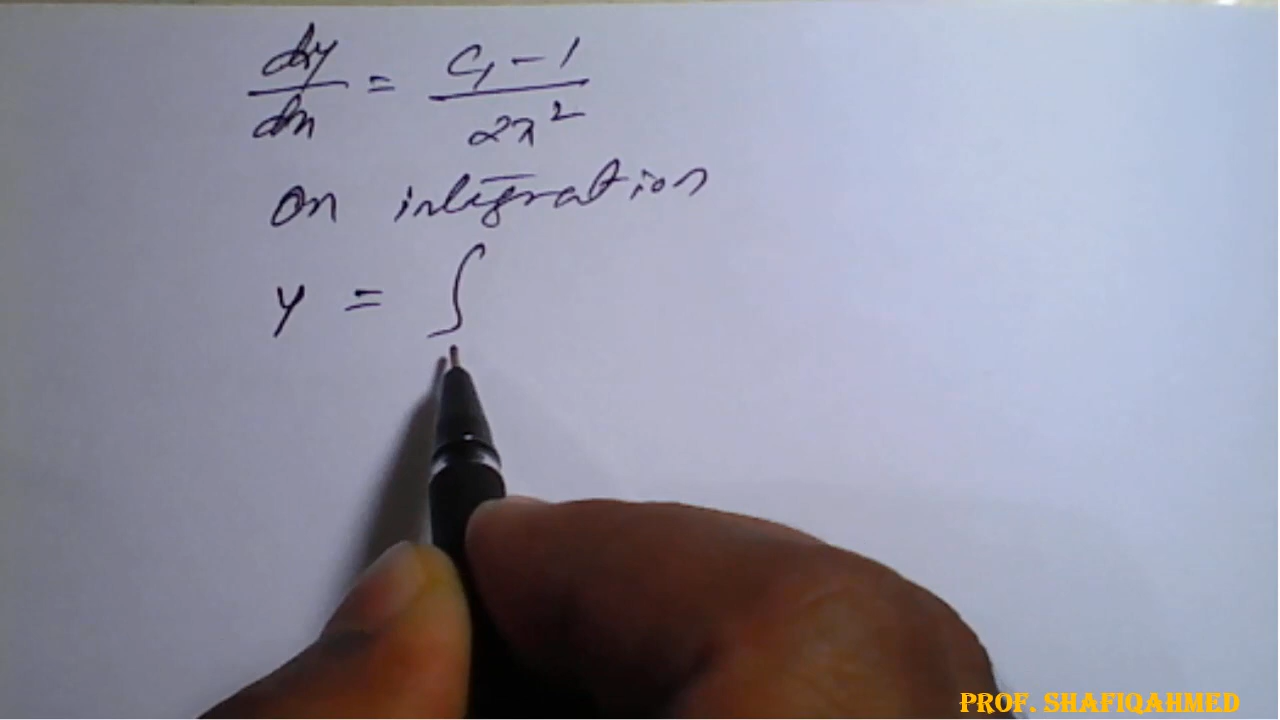 dy/dx = C₁ - 1 / 2x²
On integration
y = ∫
PROF. SHAFIQAHMED